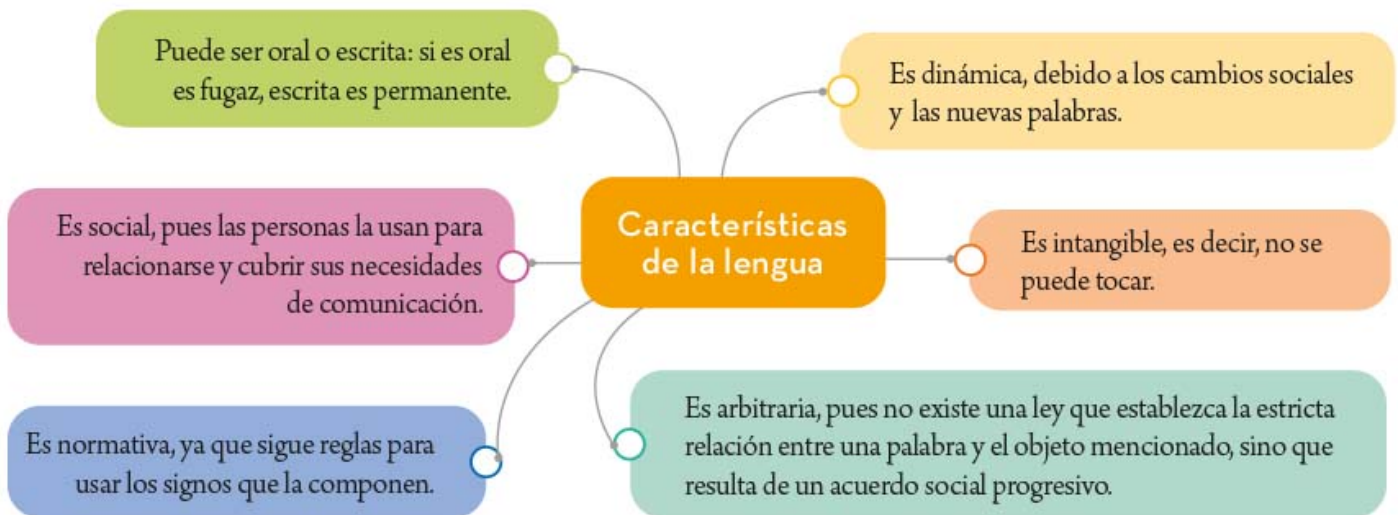 Puede ser oral o escrita: si es oral
es fugaz, escrita es permanente.
Es dinámica, debido a los cambios sociales
y las nuevas palabras.
Características
de la lengua
Es social, pues las personas la usan para
relacionarse y cubrir sus necesidades
de comunicación.
Es intangible, es decir, no se
puede tocar.
Es normativa, ya que sigue reglas para
usar los signos que la componen.
Es arbitraria, pues no existe una ley que establezca la estricta
relación entre una palabra y el objeto mencionado, sino que
resulta de un acuerdo social progresivo.